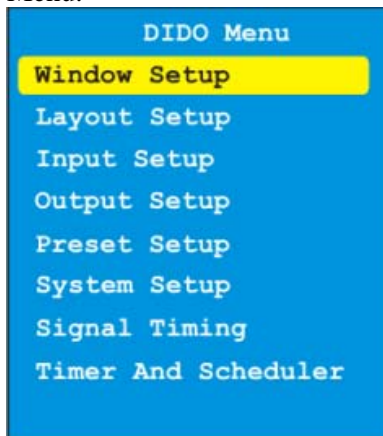 DIDO Menu
Window Setup
Layout Setup
Input Setup
Output Setup
Preset Setup
System Setup
Signal Timing
Timer And Scheduler